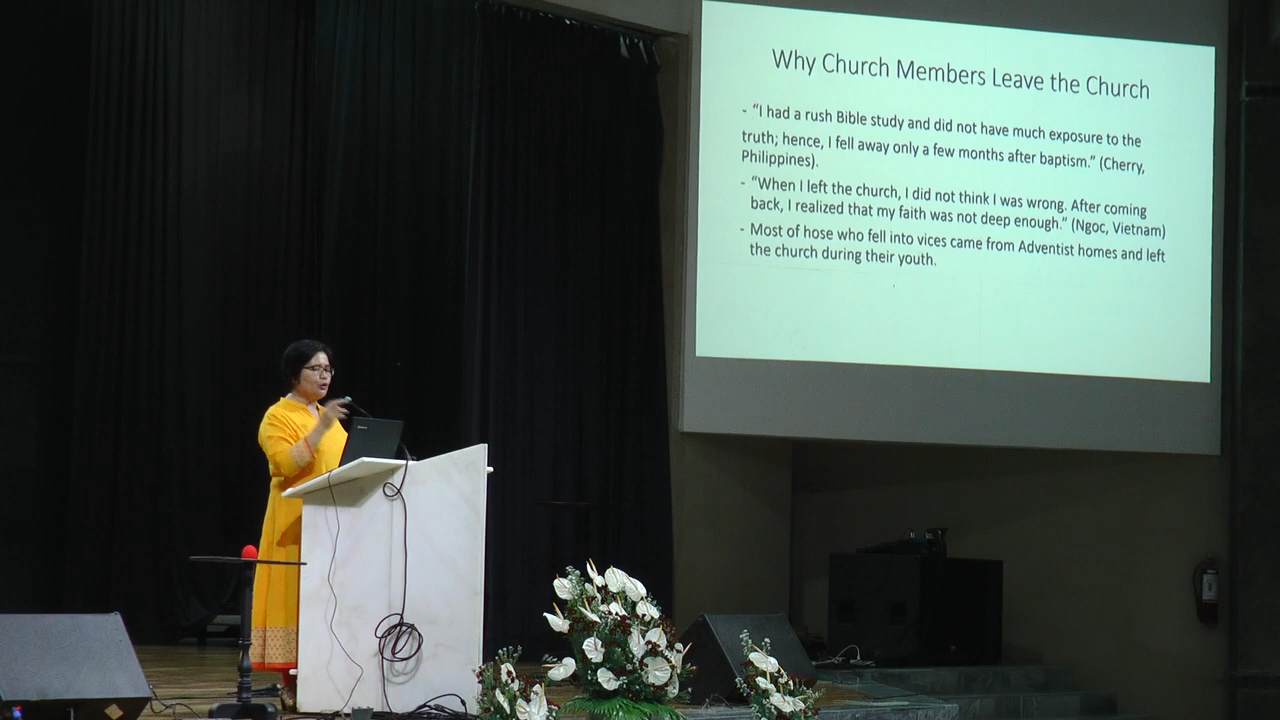 Why Church Members Leave the Church
- "I had a rush Bible study and did not have much exposure to the
truth; hence, I fell away only a few months after baptism." (Cherry,
Philippines).
- "When I left the church, I did not think I was wrong. After coming
back, I realized that my faith was not deep enough." (Ngoc, Vietnam)
- Most of hose who fell into vices came from Adventist homes and left
the church during their youth.